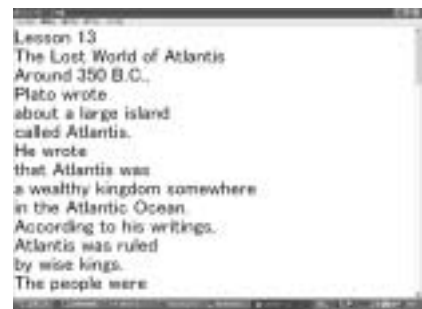 Lesson 13
The Lost World of Atlantis
Around 350 B.C.,
Plato wrote
about a large island
called Atlantis.
He wrote
that Atlantis was
a wealthy kingdom somewhere
in the Atlantic Ocean.
According to his writings,
Atlantis was ruled
by wise kings.
The people were